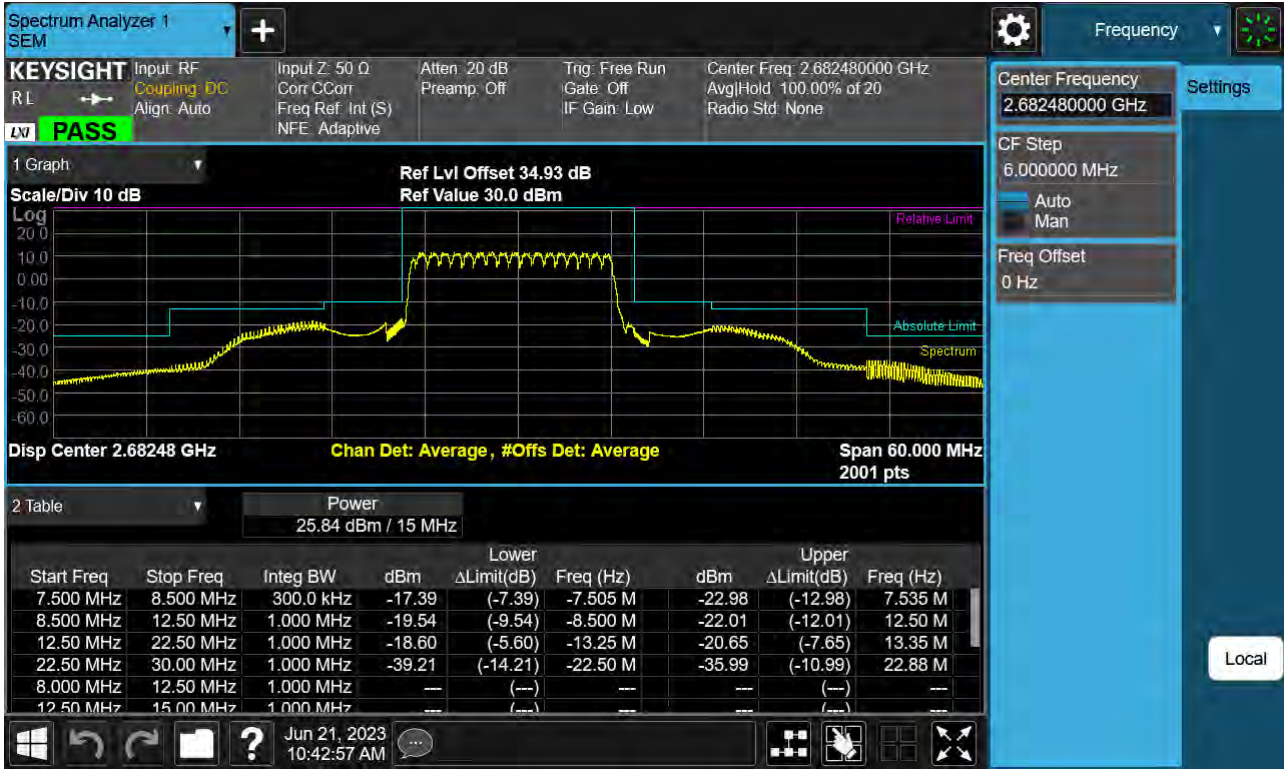 Spectrum Analyzer 1
SEM
+
Frequency
KEYSIGHT
RL
LXI
PASS
Input: RF
Coupling: DC
Align: Auto
Input Z: 50 Ω
Corr CCorr
Freq Ref: Int (S)
NFE: Adaptive
Atten: 20 dB
Preamp: Off
Trig: Free Run
Gate: Off
IF Gain: Low
Center Freq: 2.682480000 GHz
Avg|Hold: 100.00% of 20
Radio Std: None
Center Frequency
2.682480000 GHz
Settings
CF Step
6.000000 MHz
Auto
Man
Freq Offset
0 Hz
Local
1 Graph
Scale/Div 10 dB
Ref Lvl Offset 34.93 dB
Ref Value 30.0 dBm
Log
20.0
10.0
0.00
-10.0
-20.0
-30.0
-40.0
-50.0
-60.0
Relative Limit
Absolute Limit
Spectrum
Disp Center 2.68248 GHz
Chan Det: Average, #Offs Det: Average
Span 60.000 MHz
2001 pts
2 Table
Power
25.84 dBm / 15 MHz
Lower Upper
Start Freq Stop Freq Integ BW dBm ΔLimit(dB) Freq (Hz) dBm ΔLimit(dB) Freq (Hz)
7.500 MHz 8.500 MHz 300.0 kHz -17.39 (-7.39) -7.505 M -22.98 (-12.98) 7.535 M
8.500 MHz 12.50 MHz 1.000 MHz -19.54 (-9.54) -8.500 M -22.01 (-12.01) 12.50 M
12.50 MHz 22.50 MHz 1.000 MHz -18.60 (-5.60) -13.25 M -20.65 (-7.65) 13.35 M
22.50 MHz 30.00 MHz 1.000 MHz -39.21 (-14.21) -22.50 M -35.99 (-10.99) 22.88 M
8.000 MHz 12.50 MHz 1.000 MHz --- (---) --- --- (---) ---
12.50 MHz 15.00 MHz 1.000 MHz --- (---) --- --- (---) ---
?
Jun 21, 2023
10:42:57 AM